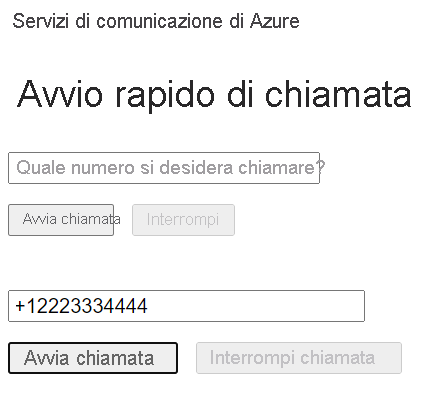 Servizi di comunicazione di Azure
Avvio rapido di chiamata
Quale numero si desidera chiamare?
Avvia chiamata Interrompi
+12223334444
Avvia chiamata Interrompi chiamata